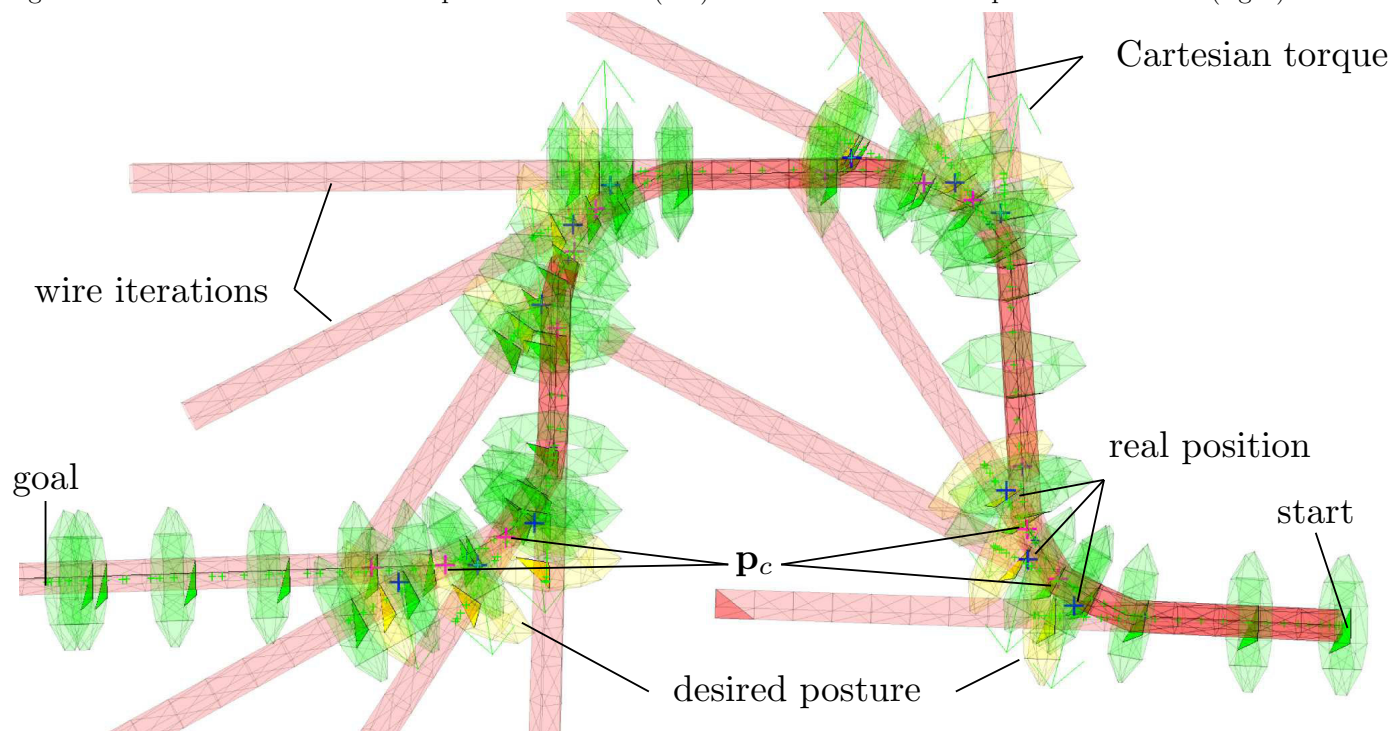 Cartesian torque
wire iterations
real position
goal
start
p_c
desired posture